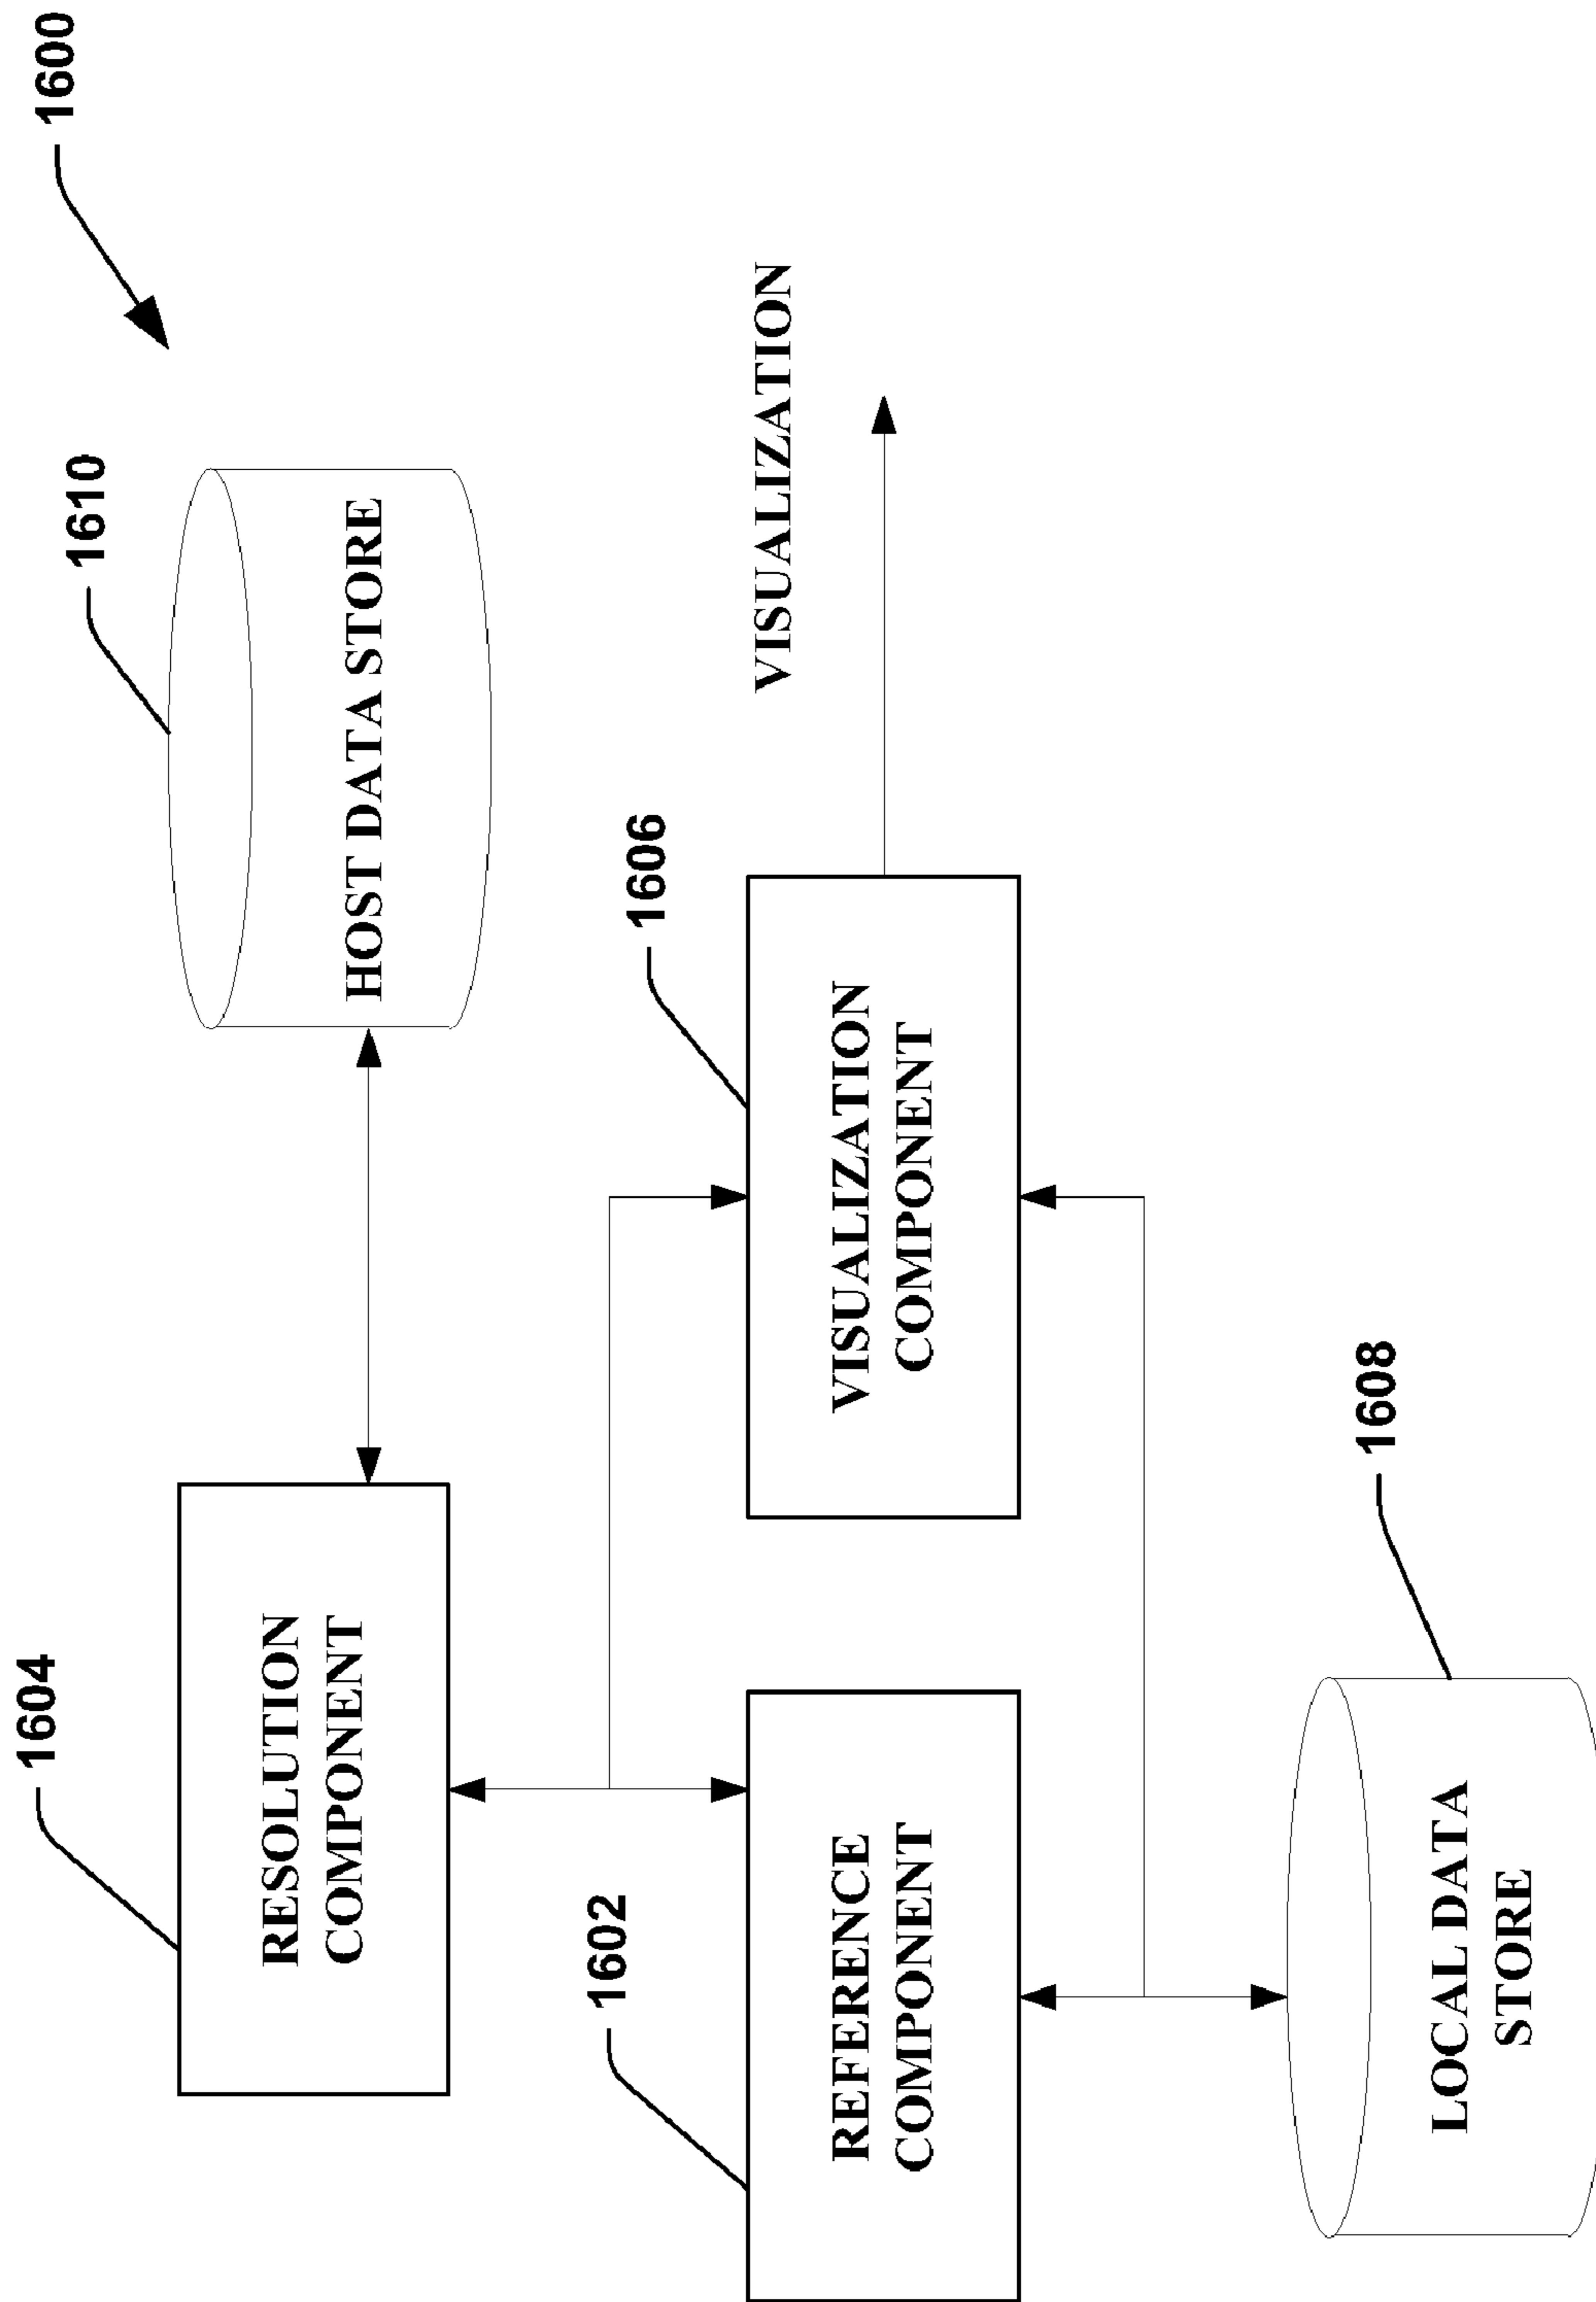 1600
1604
1610
RESOLUTION
COMPONENT
HOST DATA STORE
1602
1606
VISUALIZATION
REFERENCE
COMPONENT
VISUALIZATION
COMPONENT
1608
LOCAL DATA
STORE